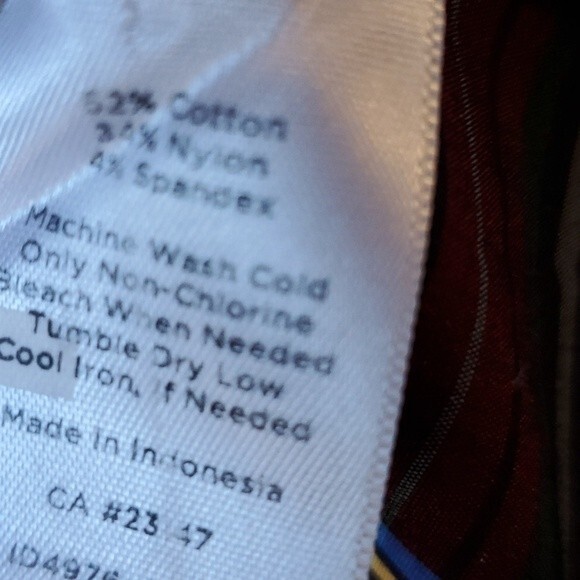 62% Cotton
34% Nylon
4% Spandex
Machine Wash Cold
Only Non-Chlorine
Bleach When Needed
Tumble Dry Low
Cool Iron, If Needed
Made in Indonesia
CA